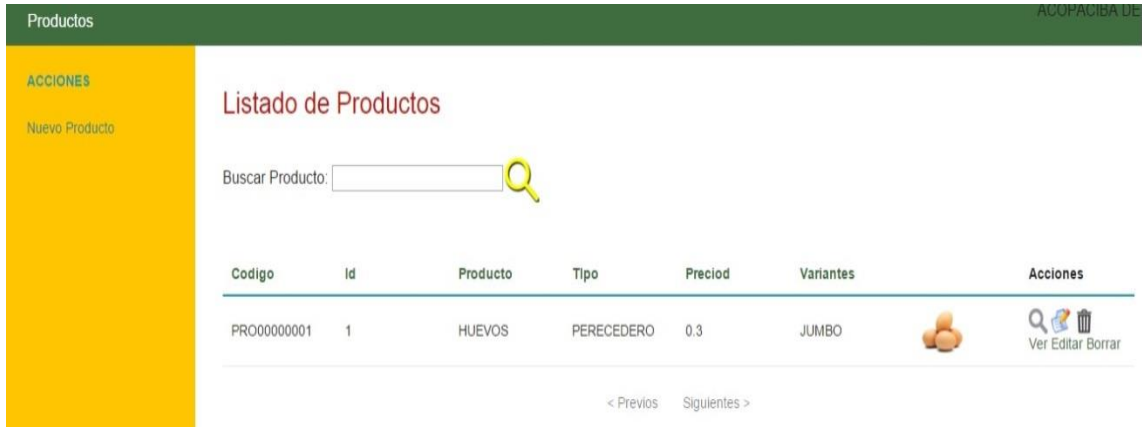 Productos
ACOPACIBA DE
ACCIONES
Nuevo Producto
Listado de Productos
Buscar Producto:
Codigo Id Producto Tipo Preciod Variantes Acciones
PRO00000001 1 HUEVOS PERECEDERO 0.3 JUMBO
Ver Editar Borrar
< Previos Siguientes >